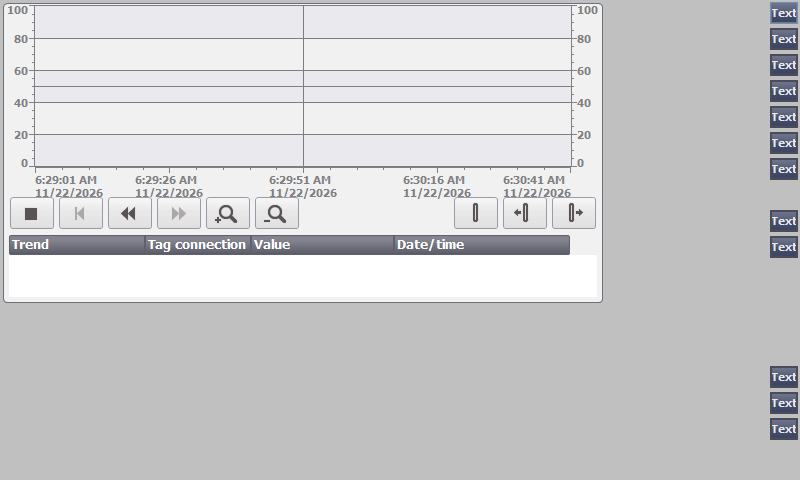 100 100 Text
80 80 Text
60 60 Text
40 40 Text
Text
20 20 Text
0 0 Text
6:29:01 AM 6:29:26 AM 6:29:51 AM 6:30:16 AM 6:30:41 AM
11/22/2026 11/22/2026 11/22/2026 11/22/2026 11/22/2026
Text
Trend Tag connection Value Date/time Text
Text
Text
Text